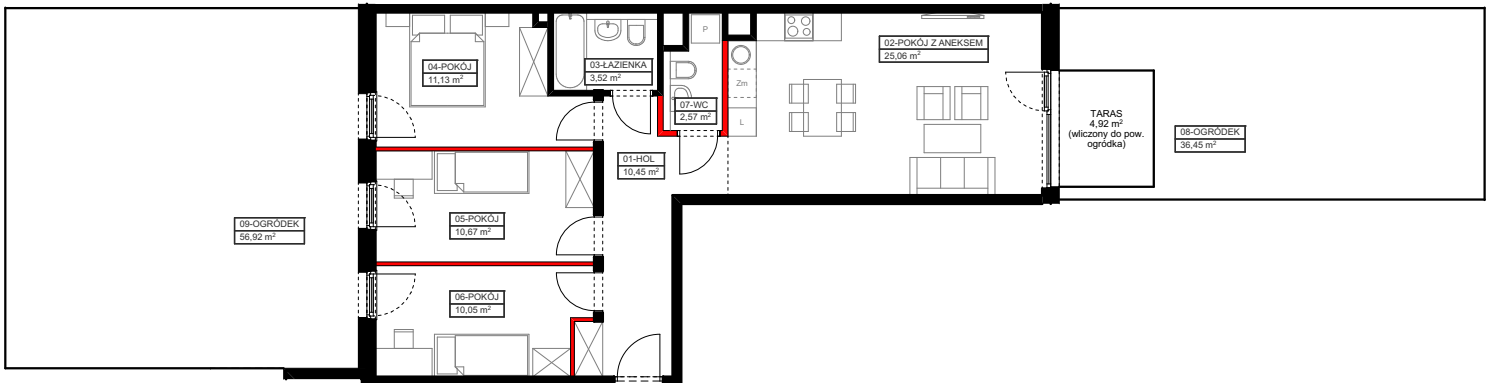 04-POKÓJ
11,13 m²
03-ŁAZIENKA
3,52 m²
P
07-WC
2,57 m²
Zm
L
02-POKÓJ Z ANEKSEM
25,06 m²
TARAS
4,92 m²
(wliczony do pow.
ogródka)
08-OGRÓDEK
36,45 m²
01-HOL
10,45 m²
09-OGRÓDEK
56,92 m²
05-POKÓJ
10,67 m²
06-POKÓJ
10,05 m²